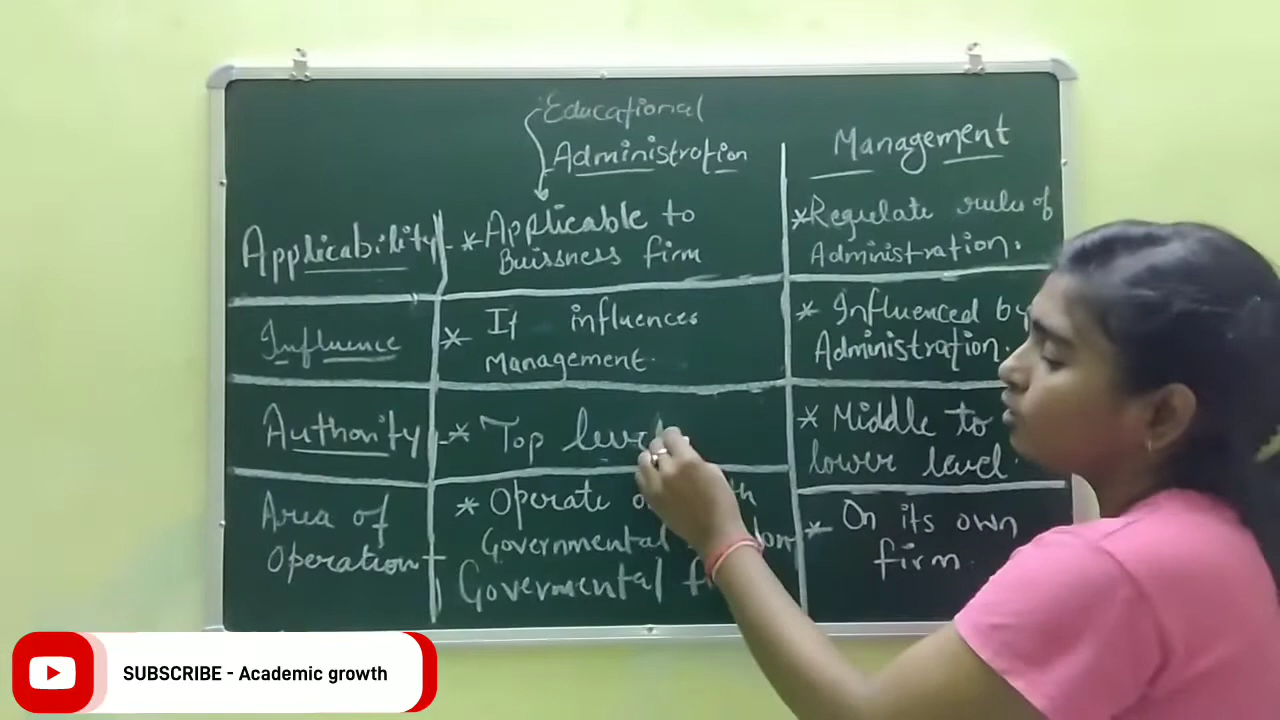 Educational
Administration
Management
Applicability
* Applicable to
Buissness firm
* Regulate rules of
Administration.
Influence
* It influences
Management.
* Influenced by
Administration.
Authority
* Top level
* Middle to
lower level.
Area of
Operation
* Operate
Governmental
Govermental
* On its own
firm.
SUBSCRIBE - Academic growth